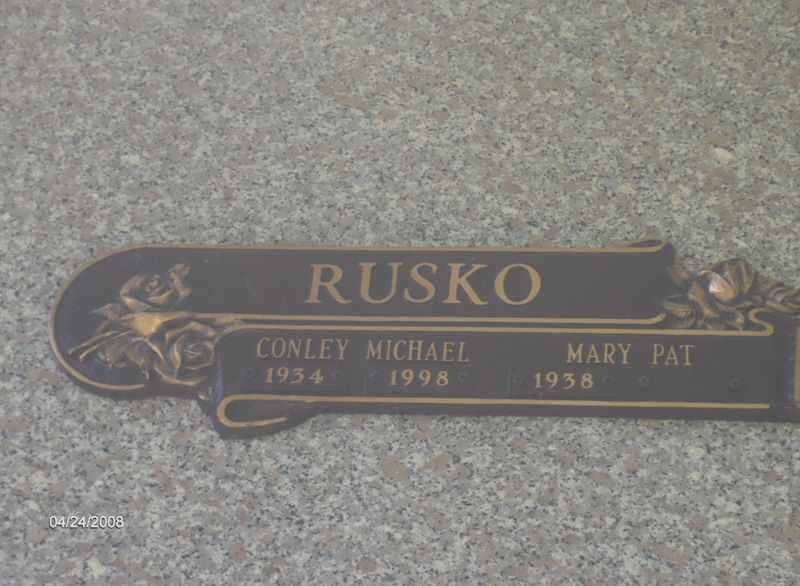 RUSKO
CONLEY MICHAEL MARY PAT
1934 1998 1938
04/24/2008